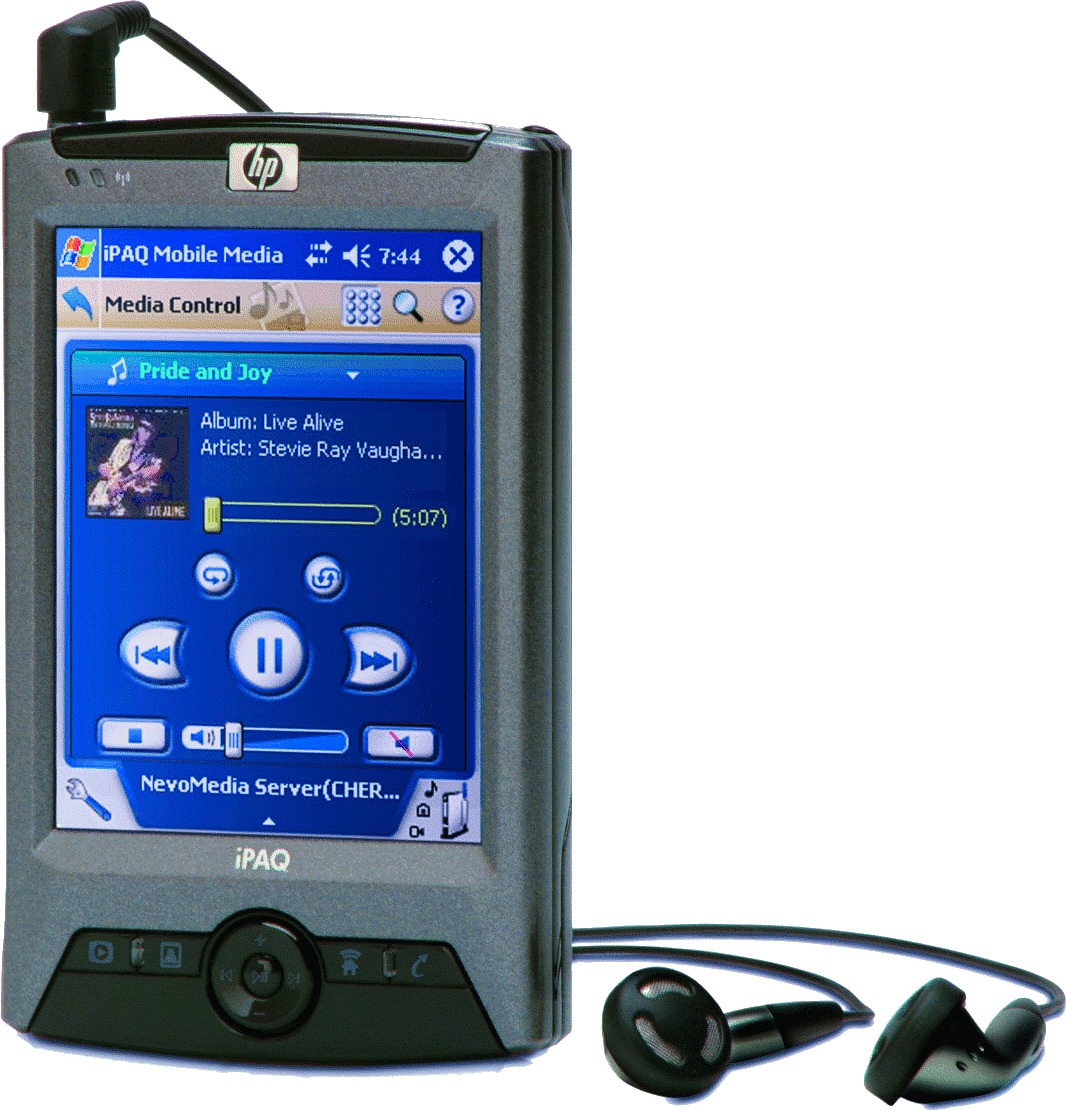 hp
iPAQ Mobile Media 7:44
Media Control ?
Pride and Joy
Album: Live Alive
Artist: Stevie Ray Vaugha...
LIVE ALIVE
(5:07)
NevoMedia Server(CHER...
iPAQ